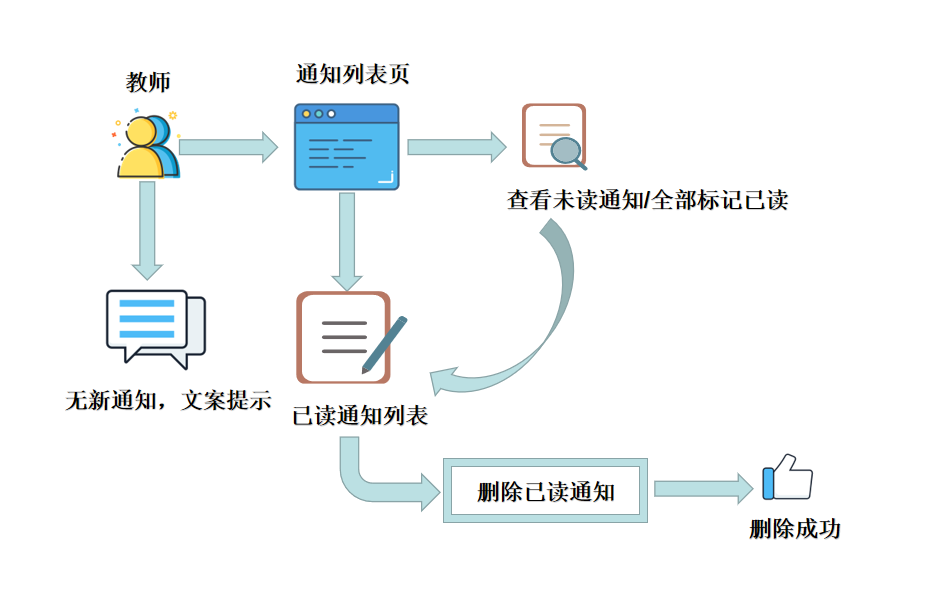 教师
通知列表页
查看未读通知/全部标记已读
无新通知，文案提示
已读通知列表
删除已读通知
删除成功